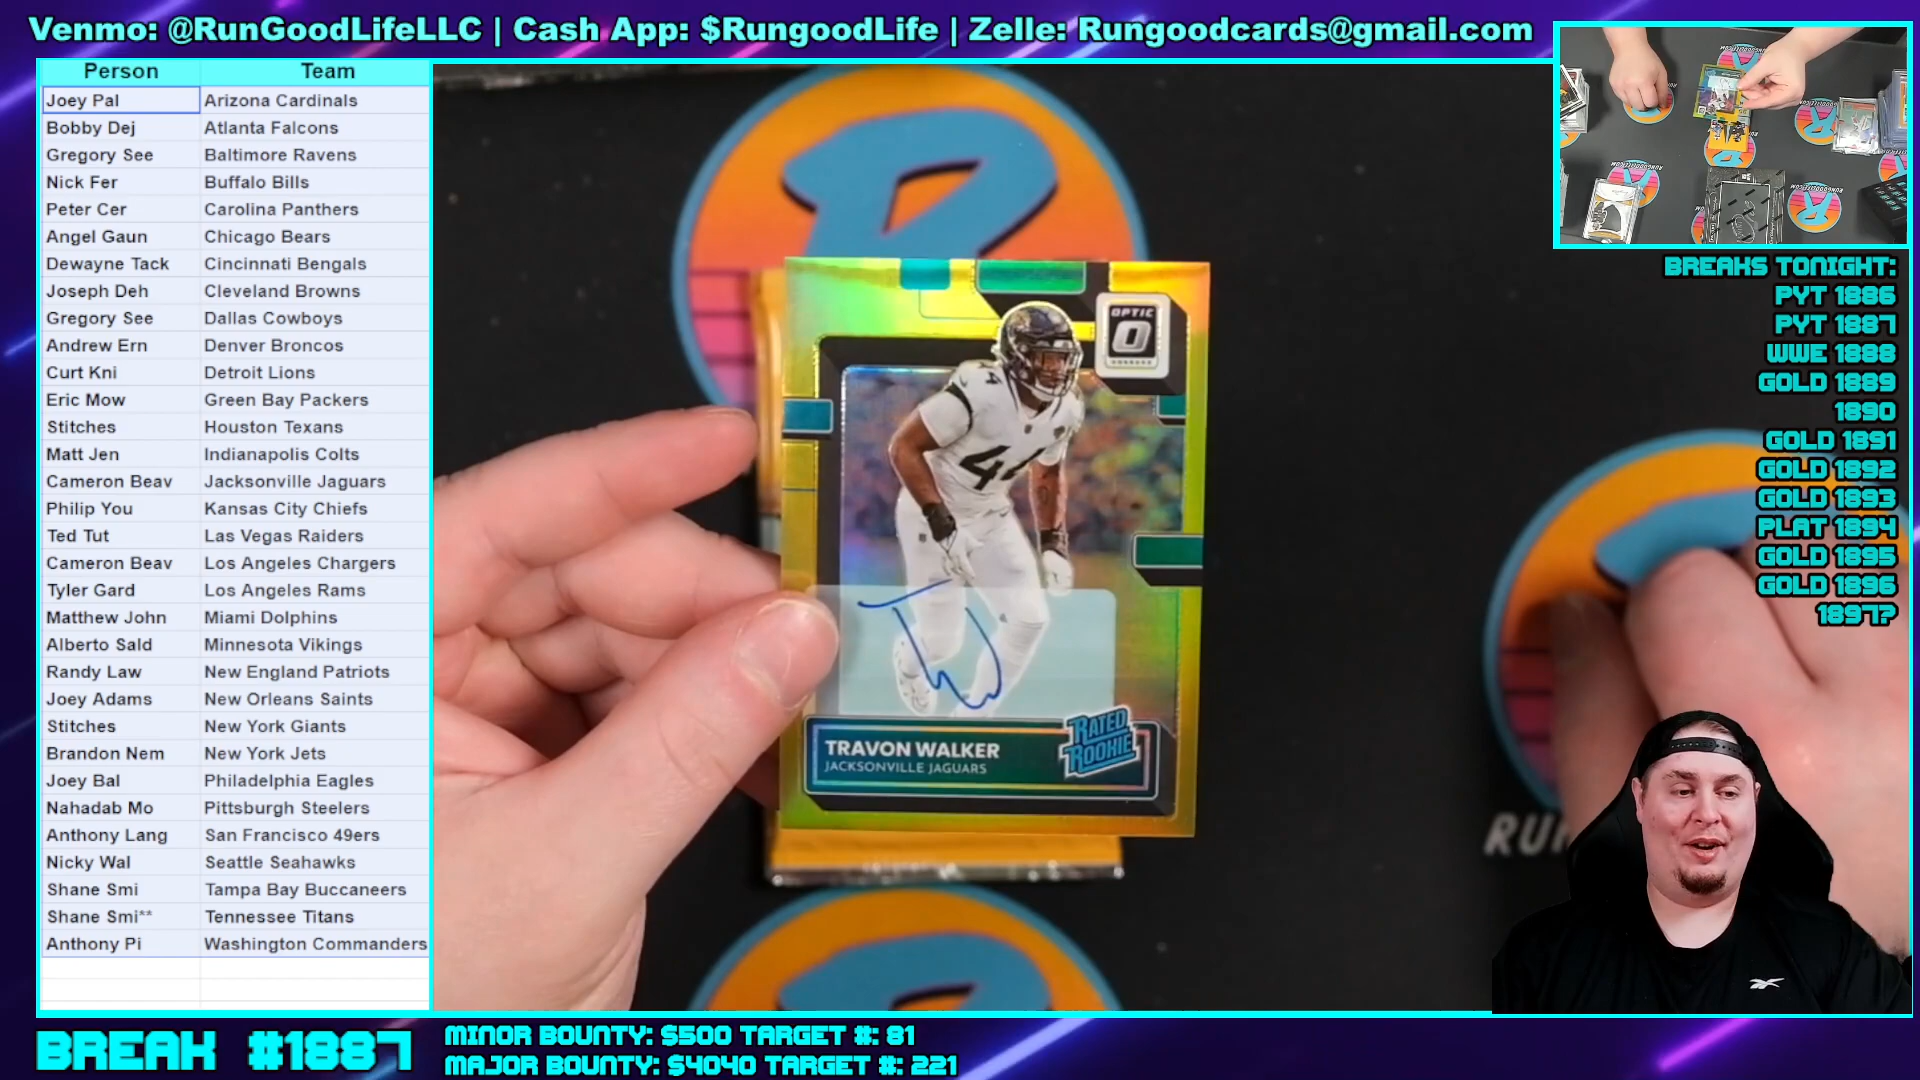 Venmo: @RunGoodLifeLLC | Cash App: $RungoodLife | Zelle: Rungoodcards@gmail.com
Person Team
Joey Pal Arizona Cardinals
Bobby Dej Atlanta Falcons
Gregory See Baltimore Ravens
Nick Fer Buffalo Bills
Peter Cer Carolina Panthers
Angel Gaun Chicago Bears
Dewayne Tack Cincinnati Bengals
Joseph Deh Cleveland Browns
Gregory See Dallas Cowboys
Andrew Ern Denver Broncos
Curt Kni Detroit Lions
Eric Mow Green Bay Packers
Stitches Houston Texans
Matt Jen Indianapolis Colts
Cameron Beav Jacksonville Jaguars
Philip You Kansas City Chiefs
Ted Tut Las Vegas Raiders
Cameron Beav Los Angeles Chargers
Tyler Gard Los Angeles Rams
Matthew John Miami Dolphins
Alberto Sald Minnesota Vikings
Randy Law New England Patriots
Joey Adams New Orleans Saints
Stitches New York Giants
Brandon Nem New York Jets
Joey Bal Philadelphia Eagles
Nahadab Mo Pittsburgh Steelers
Anthony Lang San Francisco 49ers
Nicky Wal Seattle Seahawks
Shane Smi Tampa Bay Buccaneers
Shane Smi** Tennessee Titans
Anthony Pi Washington Commanders
OPTIC
44
RATED
ROOKIE
TRAVON WALKER
JACKSONVILLE JAGUARS
RUN
BREAKS TONIGHT:
PYT 1886
PYT 1887
WWE 1888
GOLD 1889
1890
GOLD 1891
GOLD 1892
GOLD 1893
PLAT 1894
GOLD 1895
GOLD 1896
1897?
BREAK #1887
MINOR BOUNTY: $500 TARGET #: 81
MAJOR BOUNTY: $4040 TARGET #: 221